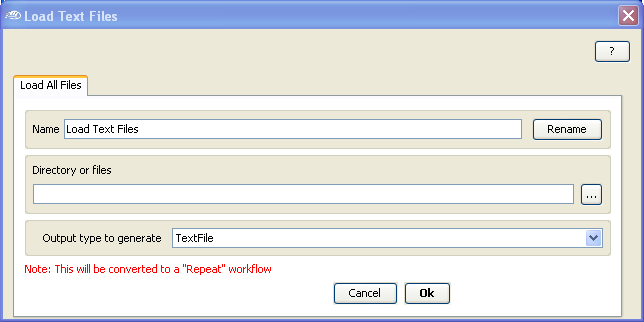 Load Text Files
?
Load All Files
Name Load Text Files Rename
Directory or files
...
Output type to generate TextFile
Note: This will be converted to a "Repeat" workflow
Cancel Ok